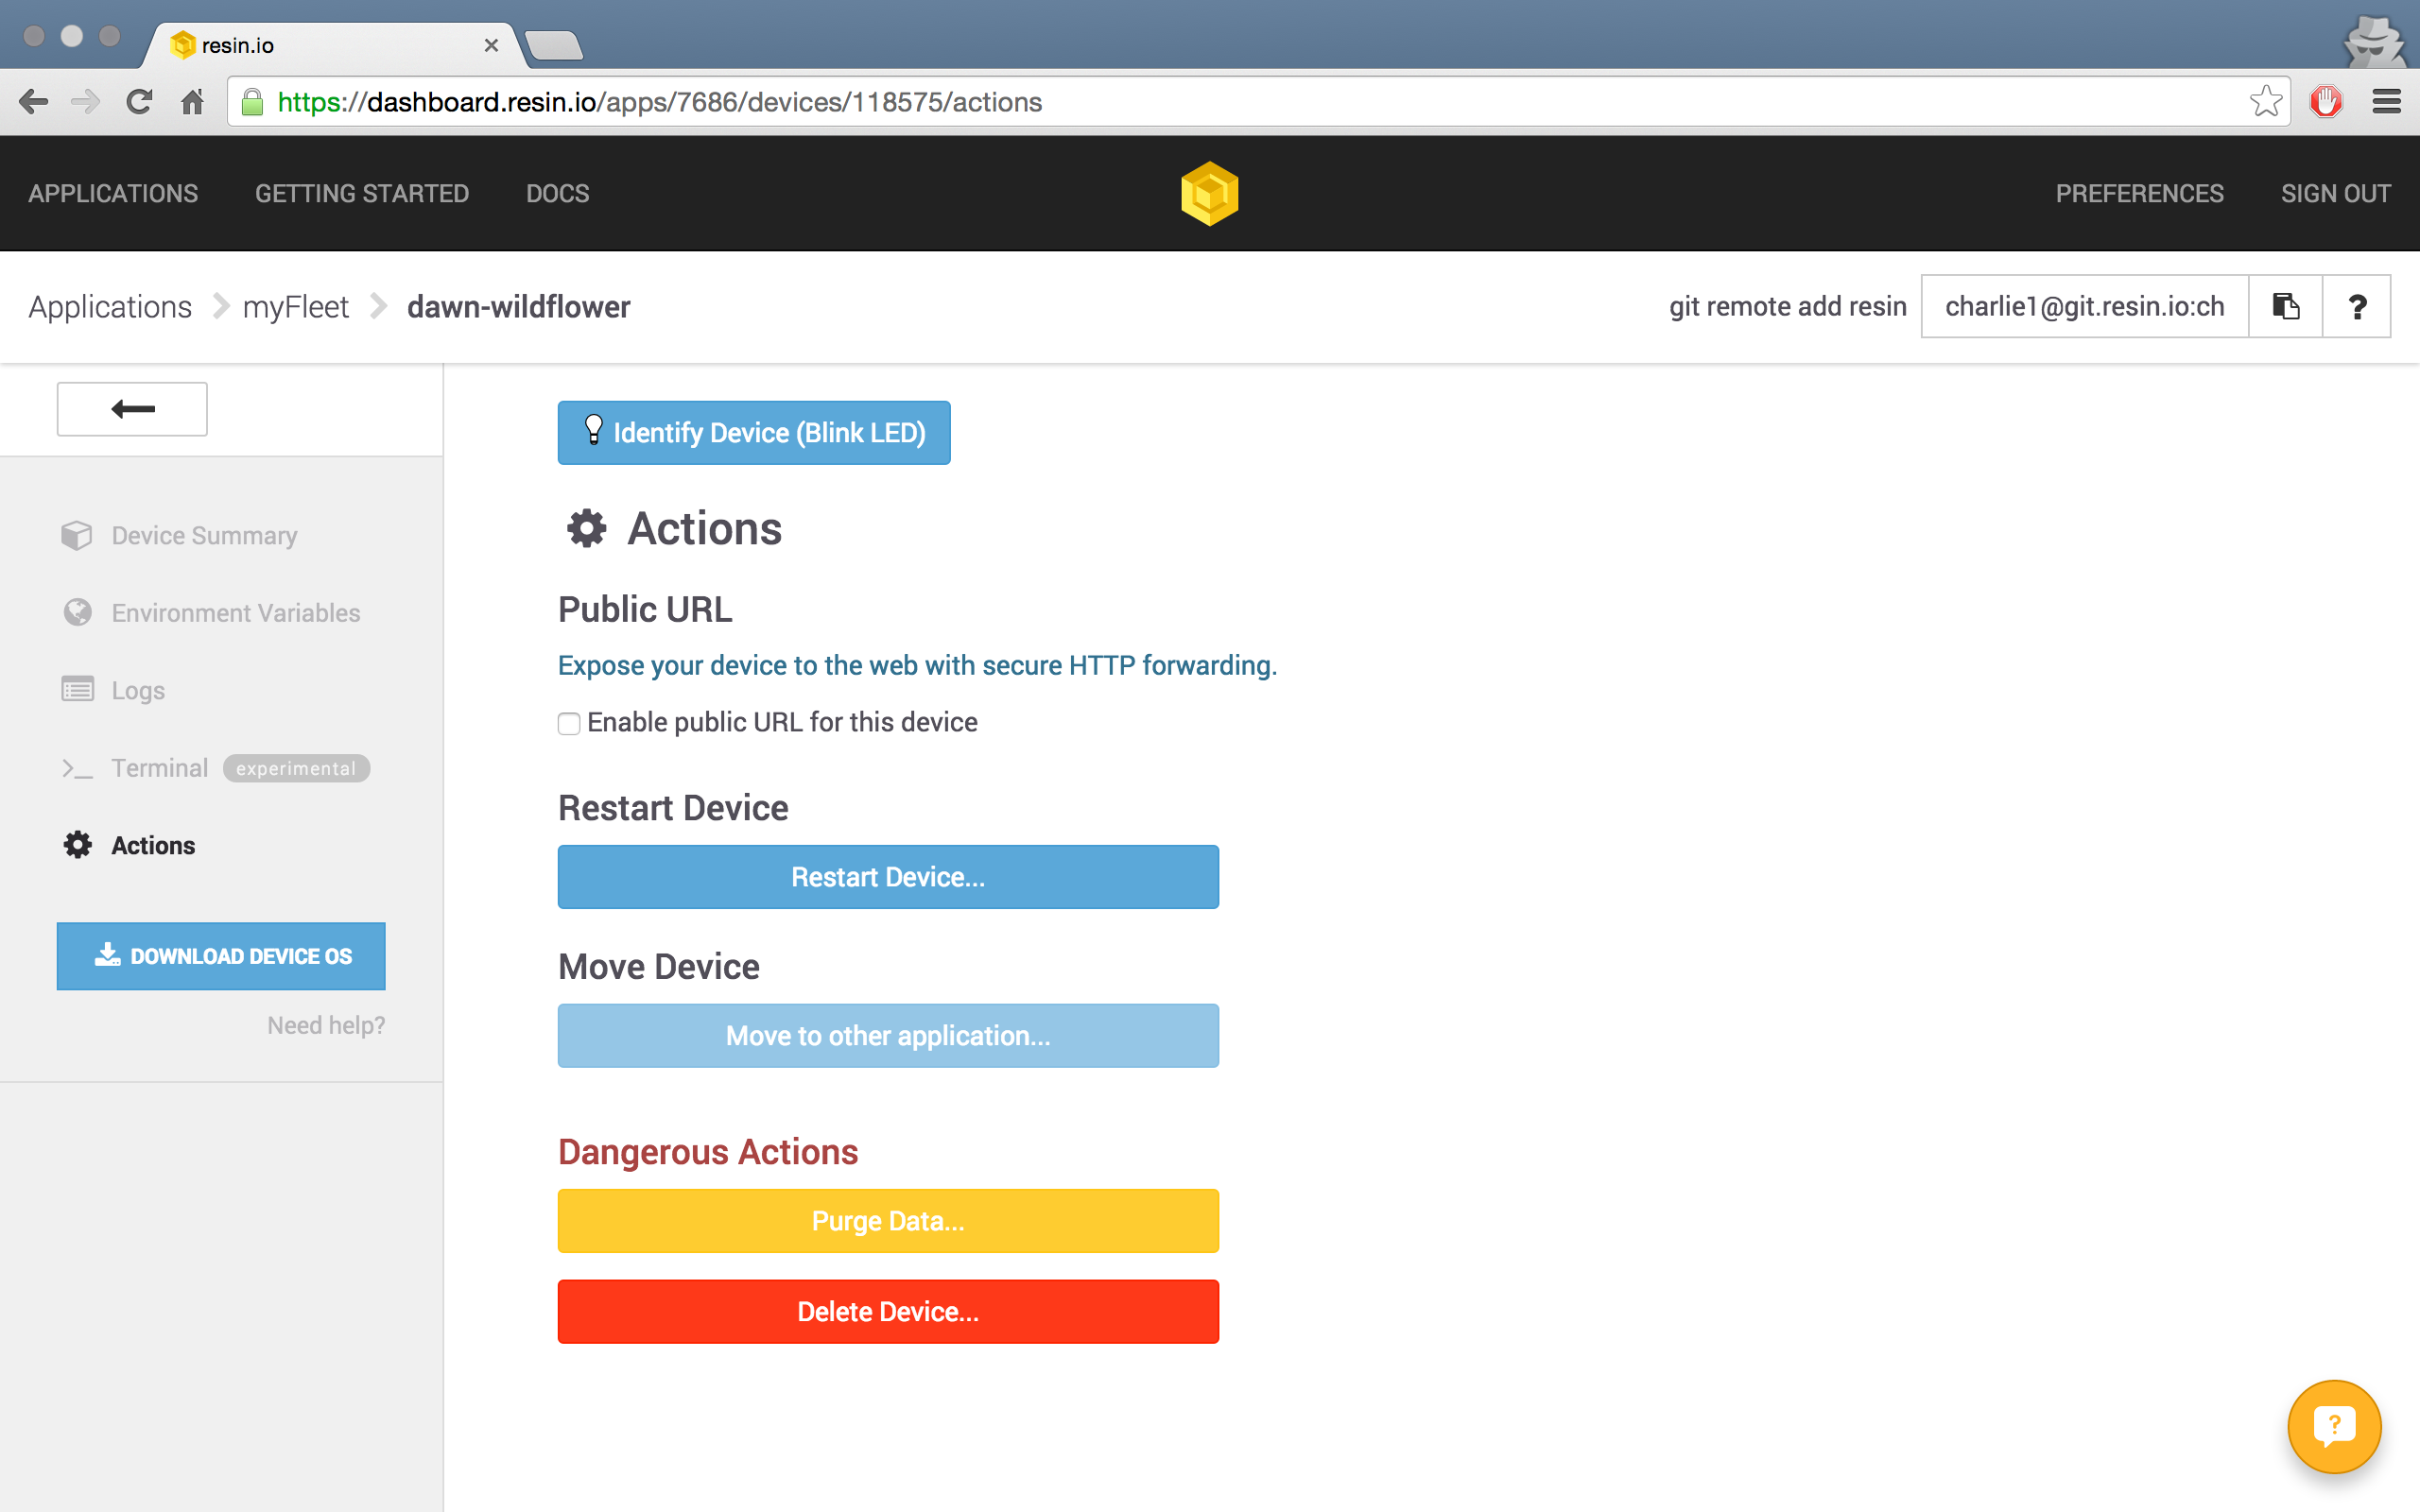 resin.io
https://dashboard.resin.io/apps/7686/devices/118575/actions
APPLICATIONS GETTING STARTED DOCS PREFERENCES SIGN OUT
Applications myFleet dawn-wildflower git remote add resin charlie1@git.resin.io:ch ?
Identify Device (Blink LED)
Device Summary
Environment Variables
Logs
Terminal experimental
Actions
DOWNLOAD DEVICE OS
Need help?
Actions
Public URL
Expose your device to the web with secure HTTP forwarding.
Enable public URL for this device
Restart Device
Restart Device...
Move Device
Move to other application...
Dangerous Actions
Purge Data...
Delete Device...
?